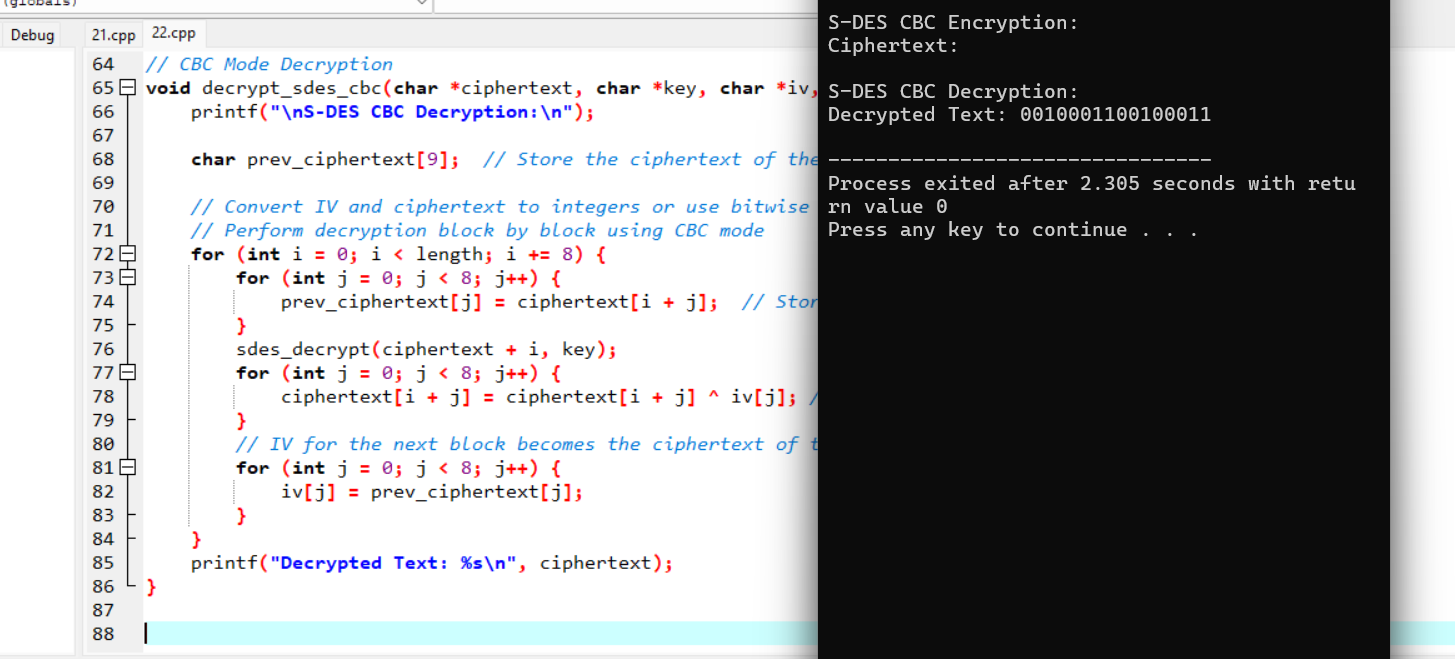 (globals)
Debug
21.cpp
22.cpp
64 // CBC Mode Decryption
65 void decrypt_sdes_cbc(char *ciphertext, char *key, char *iv,
66 printf("\nS-DES CBC Decryption:\n");
67
68 char prev_ciphertext[9]; // Store the ciphertext of the
69
70 // Convert IV and ciphertext to integers or use bitwise
71 // Perform decryption block by block using CBC mode
72 for (int i = 0; i < length; i += 8) {
73 for (int j = 0; j < 8; j++) {
74 prev_ciphertext[j] = ciphertext[i + j]; // Stor
75 }
76 sdes_decrypt(ciphertext + i, key);
77 for (int j = 0; j < 8; j++) {
78 ciphertext[i + j] = ciphertext[i + j] ^ iv[j]; /
79 }
80 // IV for the next block becomes the ciphertext of t
81 for (int j = 0; j < 8; j++) {
82 iv[j] = prev_ciphertext[j];
83 }
84 }
85 printf("Decrypted Text: %s\n", ciphertext);
86 }
87
88
S-DES CBC Encryption:
Ciphertext:
S-DES CBC Decryption:
Decrypted Text: 0010001100100011
--------------------------------
Process exited after 2.305 seconds with retu
rn value 0
Press any key to continue . . .